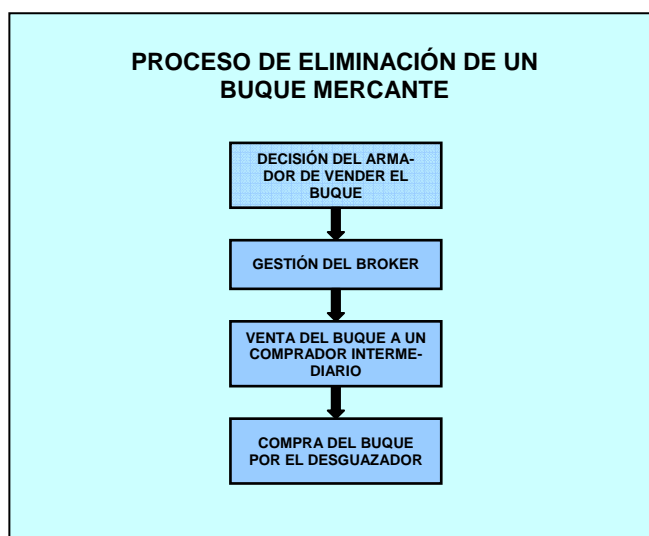 PROCESO DE ELIMINACIÓN DE UN
BUQUE MERCANTE
DECISIÓN DEL ARMA-
DOR DE VENDER EL
BUQUE
GESTIÓN DEL BROKER
VENTA DEL BUQUE A UN
COMPRADOR INTERME-
DIARIO
COMPRA DEL BUQUE
POR EL DESGUAZADOR